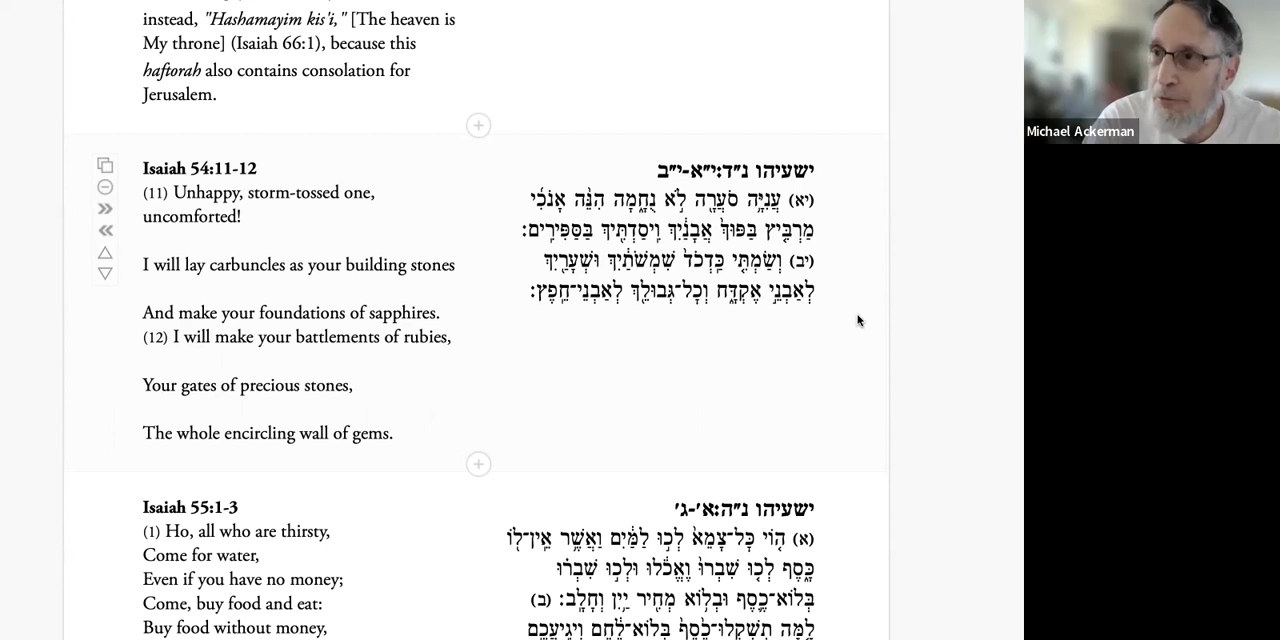 instead, "Hashamayim kis'i," [The heaven is
My throne] (Isaiah 66:1), because this
haftorah also contains consolation for
Jerusalem.
Isaiah 54:11-12
(11) Unhappy, storm-tossed one,
uncomforted!
I will lay carbuncles as your building stones
And make your foundations of sapphires.
(12) I will make your battlements of rubies,
Your gates of precious stones,
The whole encircling wall of gems.
ישעיהו נ״ד:י״א-י״ב
(יא) עֲנִיָּ֥ה סֹעֲרָ֖ה לֹ֣א נֻחָ֑מָה הִנֵּ֨ה אָנֹכִ֜י
מַרְבִּ֤יץ בַּפּוּךְ֙ אֲבָנַ֔יִךְ וִֽיסַדְתִּ֖יךְ בַּסַּפִּירִֽים׃
(יב) וְשַׂמְתִּ֤י כַּֽדְכֹד֙ שִׁמְשֹׁתַ֔יִךְ וּשְׁעָרַ֖יִךְ
לְאַבְנֵ֣י אֶקְדָּ֑ח וְכׇל־גְּבוּלֵ֖ךְ לְאַבְנֵי־חֵֽפֶץ׃
Isaiah 55:1-3
(1) Ho, all who are thirsty,
Come for water,
Even if you have no money;
Come, buy food and eat:
Buy food without money,
ישעיהו נ״ה:א׳-ג׳
(א) ה֤וֹי כׇּל־צָמֵא֙ לְכ֣וּ לַמַּ֔יִם וַאֲשֶׁ֥ר אֵֽין־ל֖וֹ
כָּ֑סֶף לְכ֤וּ שִׁבְרוּ֙ וֶאֱכֹ֔לוּ וּלְכ֣וּ שִׁבְר֗וּ
בְּלוֹא־כֶ֛סֶף וּבְל֥וֹא מְחִ֖יר יַ֥יִן וְחָלָֽב׃ (ב)
לָ֤מָּה תִשְׁקְלוּ־כֶ֙סֶף֙ בְּֽלוֹא־לֶ֔חֶם וִיגִיעֲכֶ֖ם
Michael Ackerman